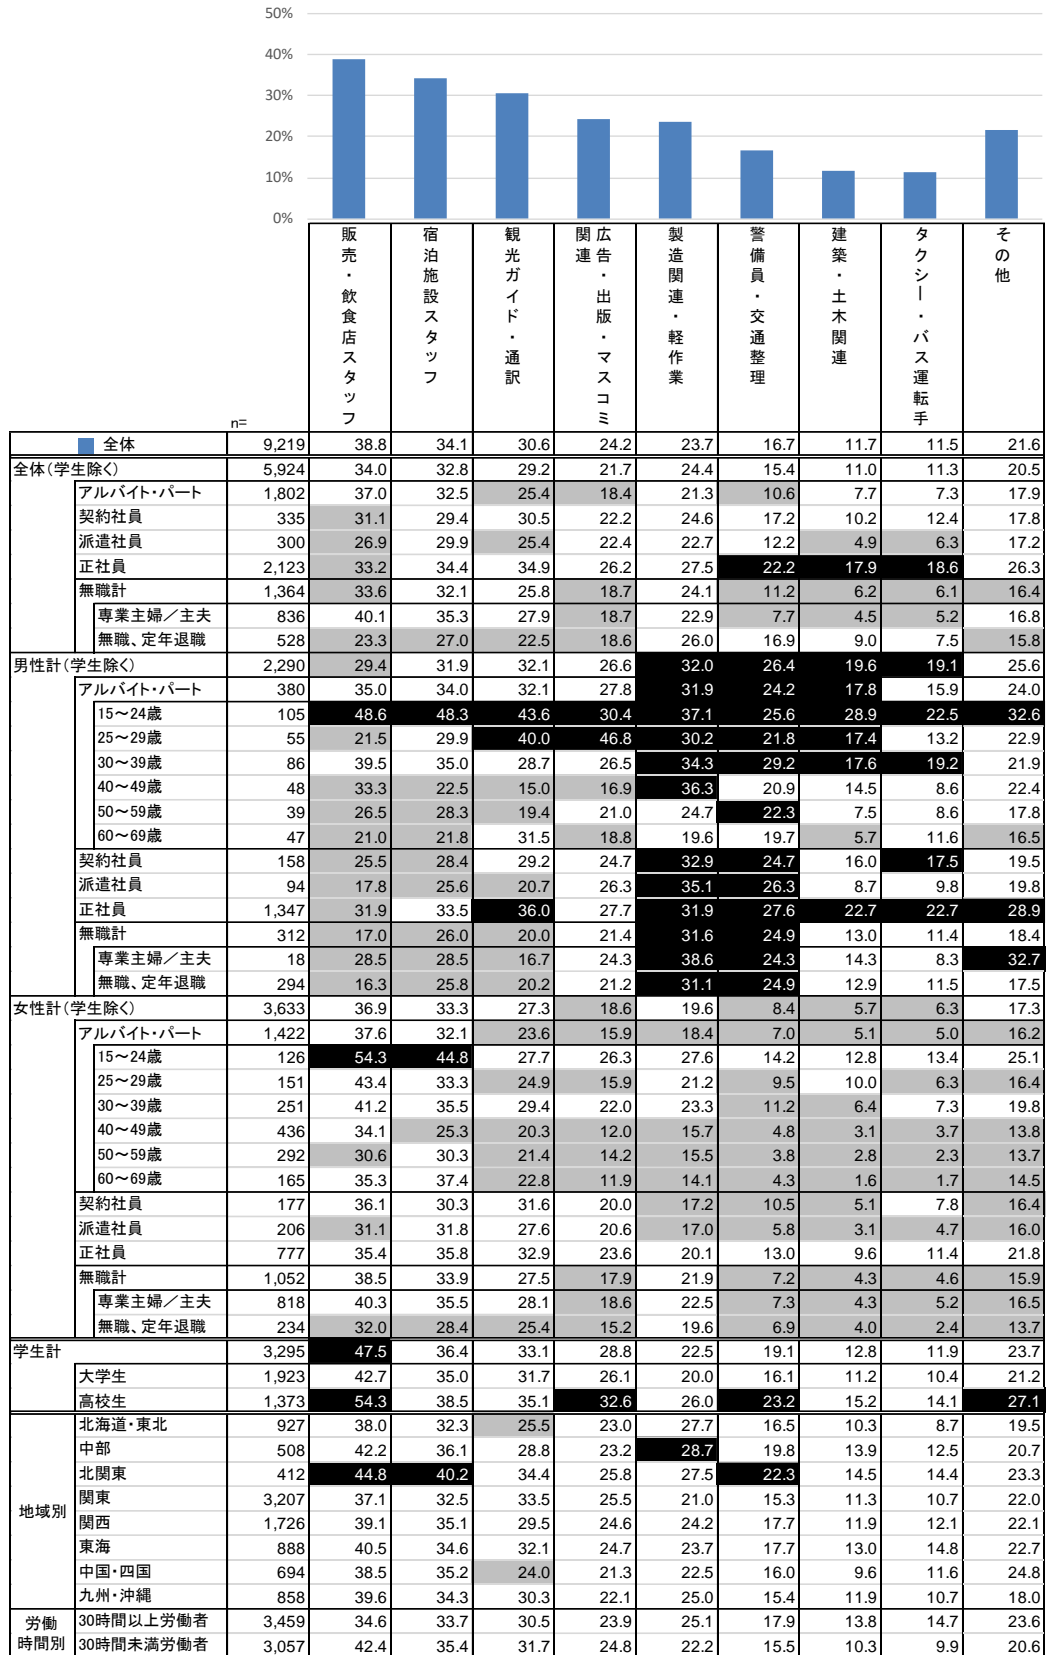 50%
40%
30%
20%
10%
0%
販売・飲食店スタッフ
宿泊施設スタッフ
観光ガイド・通訳
広告・出版・マスコミ
関連
製造関連・軽作業
警備員・交通整理
建築・土木関連
タクシー・バス運転手
その他
n=
全体 9,219 38.8 34.1 30.6 24.2 23.7 16.7 11.7 11.5 21.6
全体(学生除く) 5,924 34.0 32.8 29.2 21.7 24.4 15.4 11.0 11.3 20.5
アルバイト・パート 1,802 37.0 32.5 25.4 18.4 21.3 10.6 7.7 7.3 17.9
契約社員 335 31.1 29.4 30.5 22.2 24.6 17.2 10.2 12.4 17.8
派遣社員 300 26.9 29.9 25.4 22.4 22.7 12.2 4.9 6.3 17.2
正社員 2,123 33.2 34.4 34.9 26.2 27.5 22.2 17.9 18.6 26.3
無職計 1,364 33.6 32.1 25.8 18.7 24.1 11.2 6.2 6.1 16.4
専業主婦/主夫 836 40.1 35.3 27.9 18.7 22.9 7.7 4.5 5.2 16.8
無職、定年退職 528 23.3 27.0 22.5 18.6 26.0 16.9 9.0 7.5 15.8
男性計(学生除く) 2,290 29.4 31.9 32.1 26.6 32.0 26.4 19.6 19.1 25.6
アルバイト・パート 380 35.0 34.0 32.1 27.8 31.9 24.2 17.8 15.9 24.0
15～24歳 105 48.6 48.3 43.6 30.4 37.1 25.6 28.9 22.5 32.6
25～29歳 55 21.5 29.9 40.0 46.8 30.2 21.8 17.4 13.2 22.9
30～39歳 86 39.5 35.0 28.7 26.5 34.3 29.2 17.6 19.2 21.9
40～49歳 48 33.3 22.5 15.0 16.9 36.3 20.9 14.5 8.6 22.4
50～59歳 39 26.5 28.3 19.4 21.0 24.7 22.3 7.5 8.6 17.8
60～69歳 47 21.0 21.8 31.5 18.8 19.6 19.7 5.7 11.6 16.5
契約社員 158 25.5 28.4 29.2 24.7 32.9 24.7 16.0 17.5 19.5
派遣社員 94 17.8 25.6 20.7 26.3 35.1 26.3 8.7 9.8 19.8
正社員 1,347 31.9 33.5 36.0 27.7 31.9 27.6 22.7 22.7 28.9
無職計 312 17.0 26.0 20.0 21.4 31.6 24.9 13.0 11.4 18.4
専業主婦/主夫 18 28.5 28.5 16.7 24.3 38.6 24.3 14.3 8.3 32.7
無職、定年退職 294 16.3 25.8 20.2 21.2 31.1 24.9 12.9 11.5 17.5
女性計(学生除く) 3,633 36.9 33.3 27.3 18.6 19.6 8.4 5.7 6.3 17.3
アルバイト・パート 1,422 37.6 32.1 23.6 15.9 18.4 7.0 5.1 5.0 16.2
15～24歳 126 54.3 44.8 27.7 26.3 27.6 14.2 12.8 13.4 25.1
25～29歳 151 43.4 33.3 24.9 15.9 21.2 9.5 10.0 6.3 16.4
30～39歳 251 41.2 35.5 29.4 22.0 23.3 11.2 6.4 7.3 19.8
40～49歳 436 34.1 25.3 20.3 12.0 15.7 4.8 3.1 3.7 13.8
50～59歳 292 30.6 30.3 21.4 14.2 15.5 3.8 2.8 2.3 13.7
60～69歳 165 35.3 37.4 22.8 11.9 14.1 4.3 1.6 1.7 14.5
契約社員 177 36.1 30.3 31.6 20.0 17.2 10.5 5.1 7.8 16.4
派遣社員 206 31.1 31.8 27.6 20.6 17.0 5.8 3.1 4.7 16.0
正社員 777 35.4 35.8 32.9 23.6 20.1 13.0 9.6 11.4 21.8
無職計 1,052 38.5 33.9 27.5 17.9 21.9 7.2 4.3 4.6 15.9
専業主婦/主夫 818 40.3 35.5 28.1 18.6 22.5 7.3 4.3 5.2 16.5
無職、定年退職 234 32.0 28.4 25.4 15.2 19.6 6.9 4.0 2.4 13.7
学生計 3,295 47.5 36.4 33.1 28.8 22.5 19.1 12.8 11.9 23.7
大学生 1,923 42.7 35.0 31.7 26.1 20.0 16.1 11.2 10.4 21.2
高校生 1,373 54.3 38.5 35.1 32.6 26.0 23.2 15.2 14.1 27.1
地域別
北海道・東北 927 38.0 32.3 25.5 23.0 27.7 16.5 10.3 8.7 19.5
中部 508 42.2 36.1 28.8 23.2 28.7 19.8 13.9 12.5 20.7
北関東 412 44.8 40.2 34.4 25.8 27.5 22.3 14.5 14.4 23.3
関東 3,207 37.1 32.5 33.5 25.5 21.0 15.3 11.3 10.7 22.0
関西 1,726 39.1 35.1 29.5 24.6 24.2 17.7 11.9 12.1 22.1
東海 888 40.5 34.6 32.1 24.7 23.7 17.7 13.0 14.8 22.7
中国・四国 694 38.5 35.2 24.0 21.3 22.5 16.0 9.6 11.6 24.8
九州・沖縄 858 39.6 34.3 30.3 22.1 25.0 15.4 11.9 10.7 18.0
労働
時間別
30時間以上労働者 3,459 34.6 33.7 30.5 23.9 25.1 17.9 13.8 14.7 23.6
30時間未満労働者 3,057 42.4 35.4 31.7 24.8 22.2 15.5 10.3 9.9 20.6